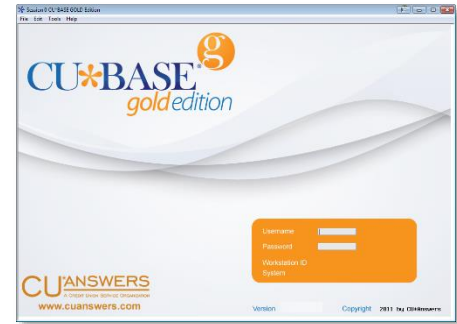 Session 0 CU*BASE GOLD Edition
File Edit Tools Help
CU*BASE g
gold edition
Username
Password
Workstation ID
System
CU*ANSWERS
A CREDIT UNION SERVICE ORGANIZATION
www.cuanswers.com
Version Copyright 2011 by CU*Answers